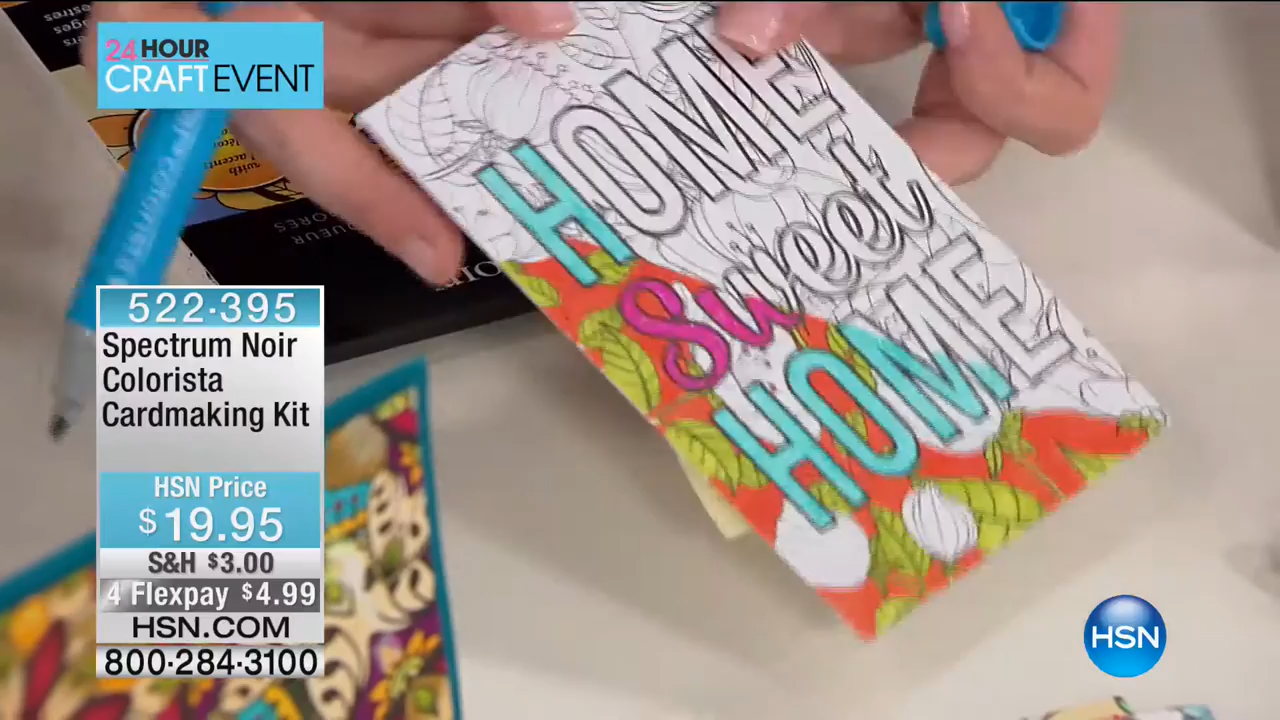 24 HOUR
CRAFT EVENT
522-395
Spectrum Noir
Colorista
Cardmaking Kit
HSN Price
$19.95
S&H $3.00
4 Flexpay $4.99
HSN.COM
800-284-3100
HOME
sweet
HOME
HSN